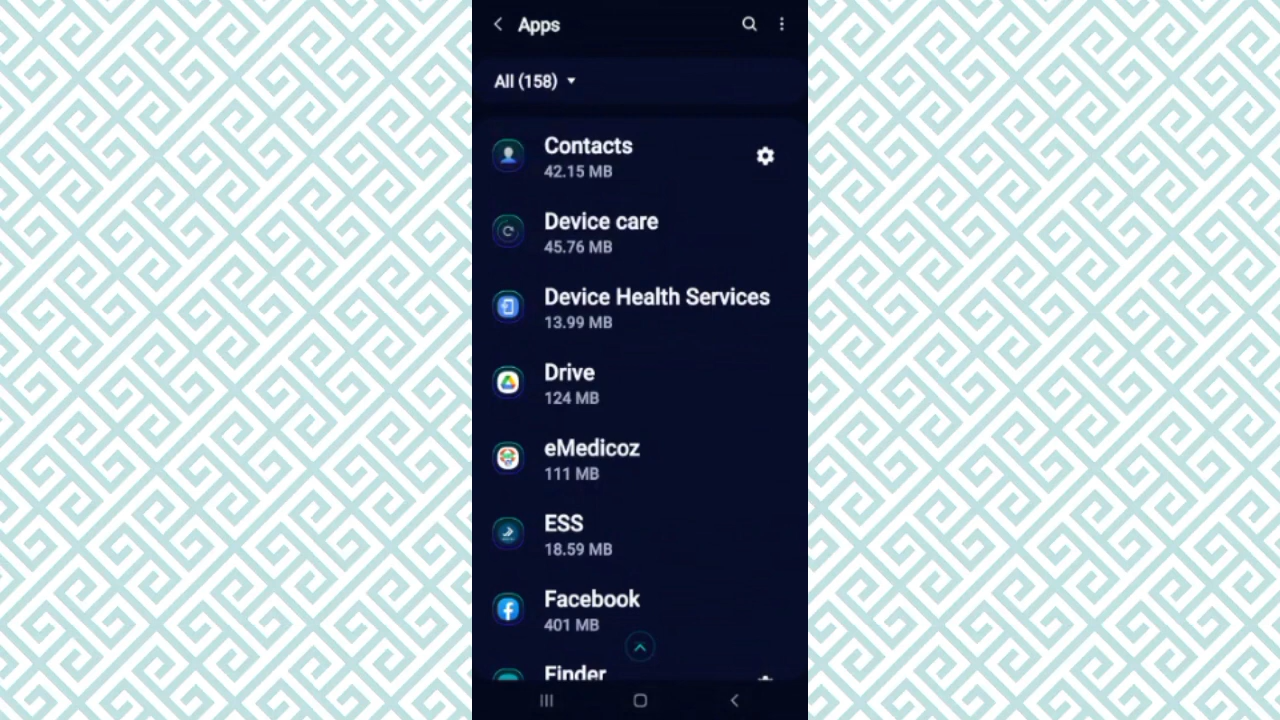 Apps
All (158)
Contacts
42.15 MB
Device care
45.76 MB
Device Health Services
13.99 MB
Drive
124 MB
eMedicoz
111 MB
ESS
18.59 MB
Facebook
401 MB
Finder